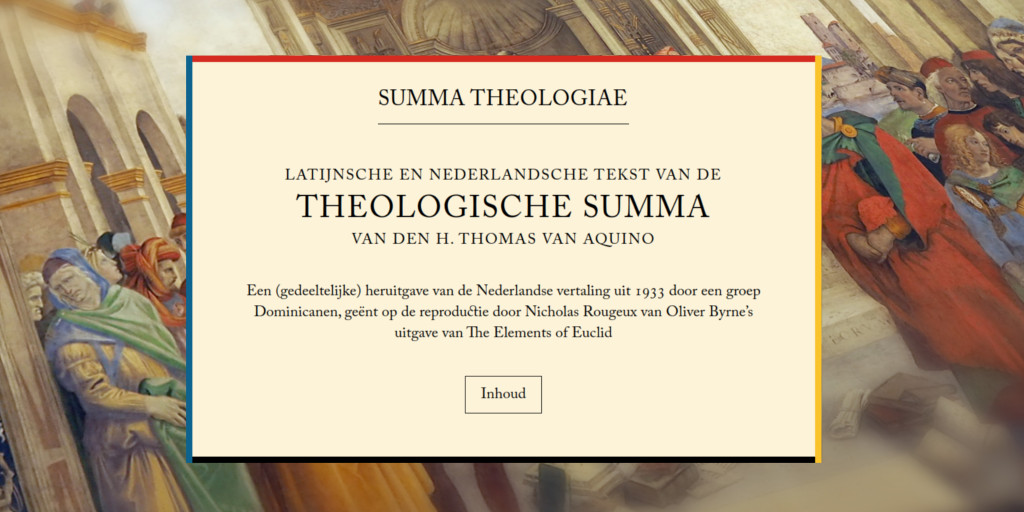 SUMMA THEOLOGIAE
LATIJNSCHE EN NEDERLANDSCHE TEKST VAN DE
THEOLOGISCHE SUMMA
VAN DEN H. THOMAS VAN AQUINO
Een (gedeeltelijke) heruitgave van de Nederlandse vertaling uit 1933 door een groep
Dominicanen, geënt op de reproductie door Nicholas Rougeux van Oliver Byrne’s
uitgave van The Elements of Euclid
Inhoud